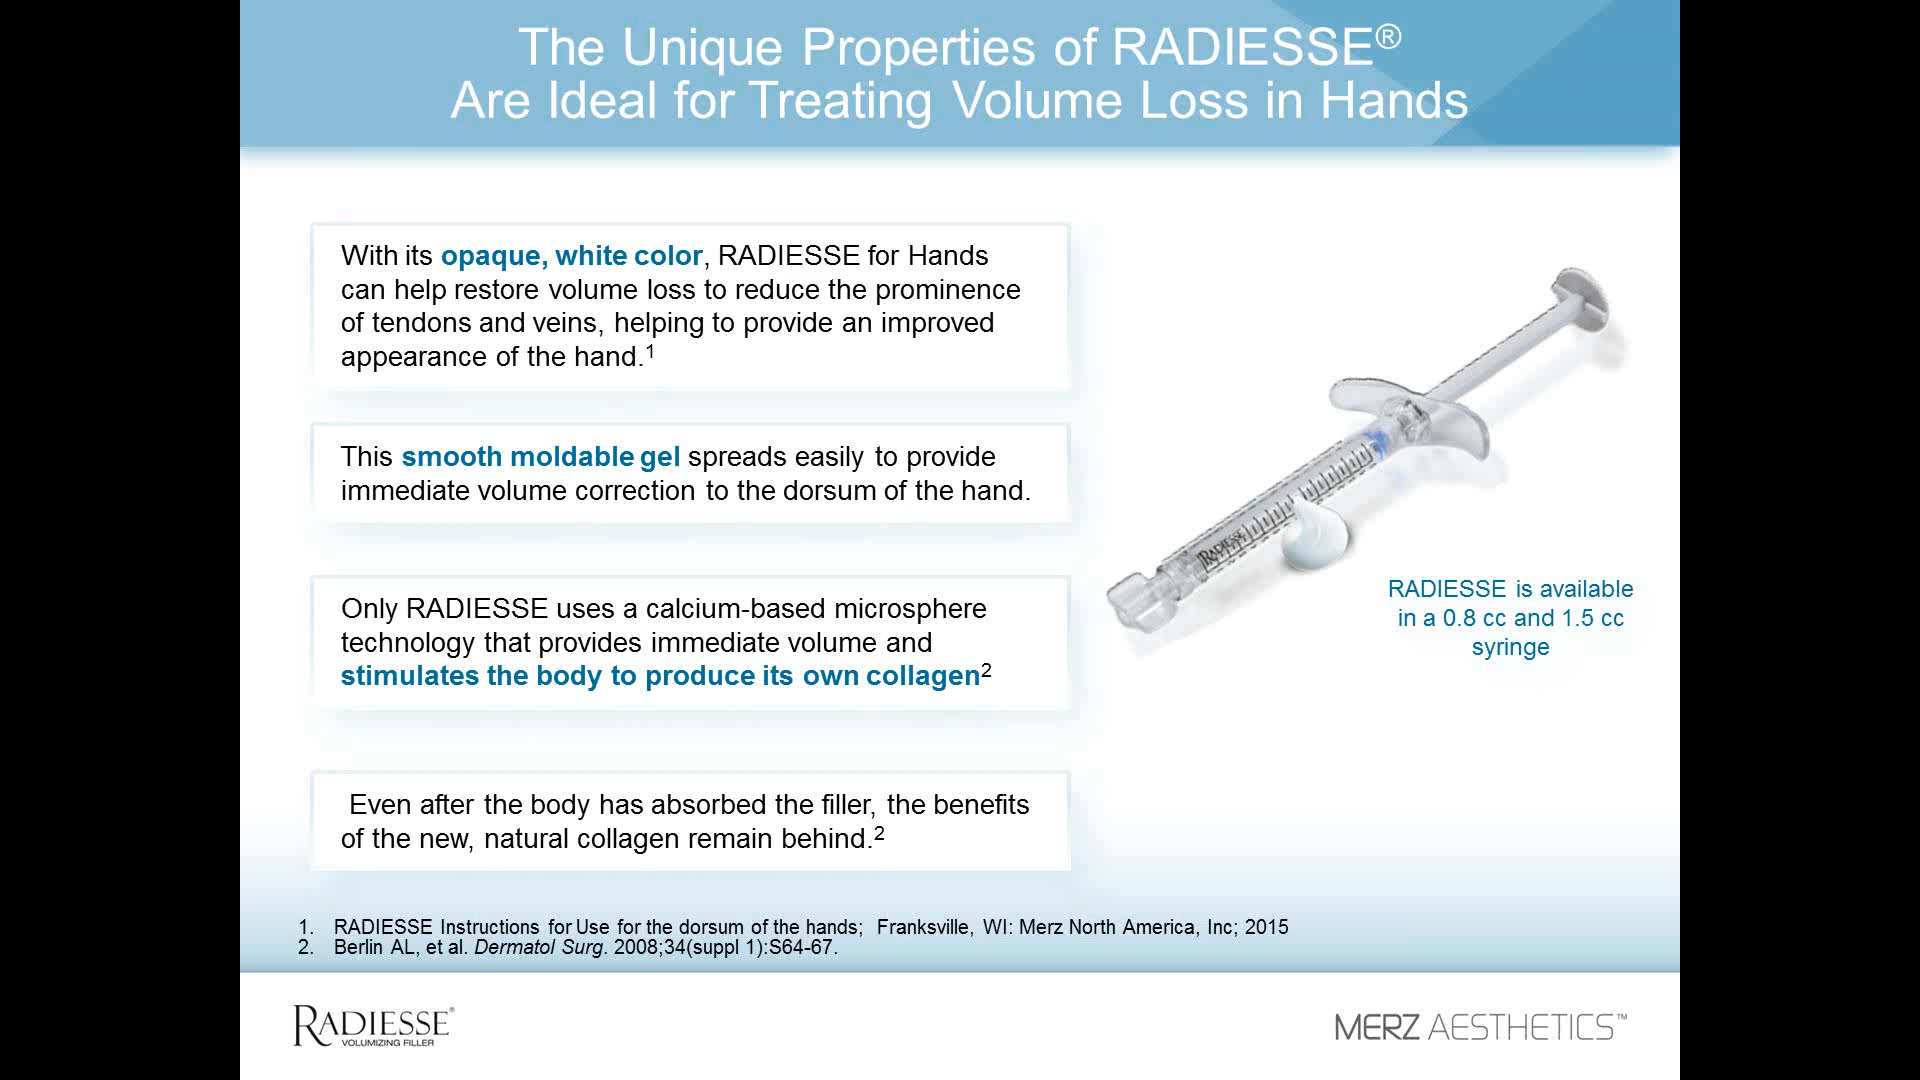 The Unique Properties of RADIESSE®
Are Ideal for Treating Volume Loss in Hands
With its opaque, white color, RADIESSE for Hands
can help restore volume loss to reduce the prominence
of tendons and veins, helping to provide an improved
appearance of the hand.1
This smooth moldable gel spreads easily to provide
immediate volume correction to the dorsum of the hand.
Only RADIESSE uses a calcium-based microsphere
technology that provides immediate volume and
stimulates the body to produce its own collagen2
Even after the body has absorbed the filler, the benefits
of the new, natural collagen remain behind.2
RADIESSE
RADIESSE is available
in a 0.8 cc and 1.5 cc
syringe
1. RADIESSE Instructions for Use for the dorsum of the hands; Franksville, WI: Merz North America, Inc; 2015
2. Berlin AL, et al. Dermatol Surg. 2008;34(suppl 1):S64-67.
RADIESSE®
VOLUMIZING FILLER
MERZ AESTHETICS™